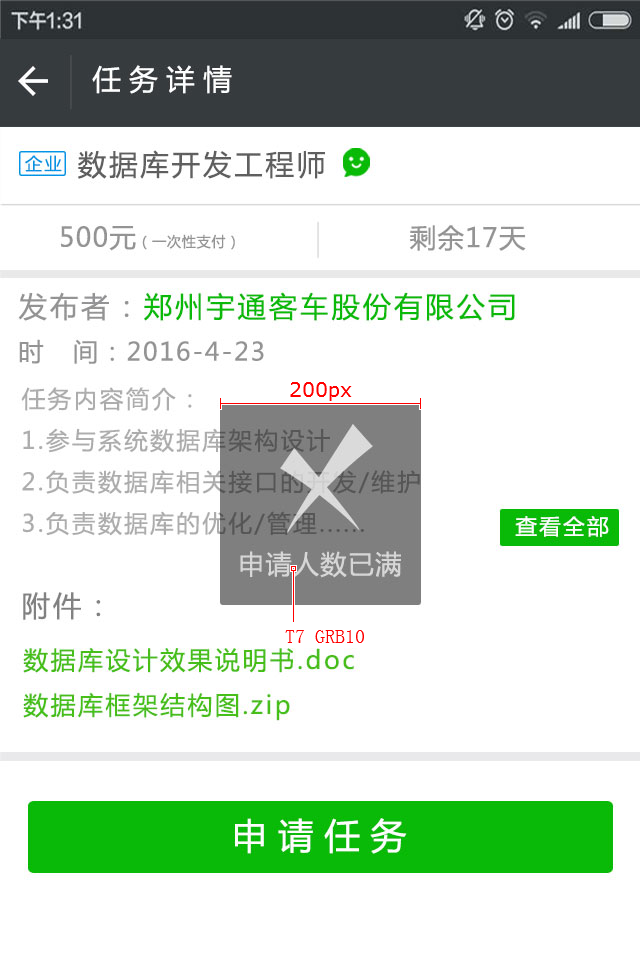 下午1:31
任务详情
企业 数据库开发工程师
500元(一次性支付) 剩余17天
发布者:郑州宇通客车股份有限公司
时 间:2016-4-23
200px
任务内容简介:
1.参与系统数据库架构设计
2.负责数据库相关接口的开发/维护
3.负责数据库的优化/管理......
查看全部
申请人数已满
附件:
T7 GRB10
数据库设计效果说明书.doc
数据库框架结构图.zip
申请任务